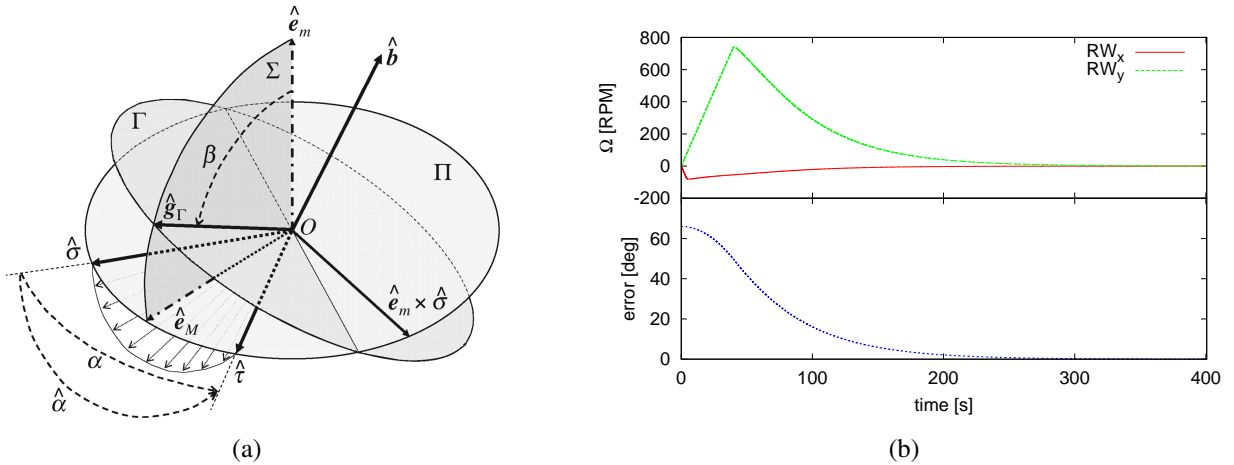 ê_m
b̂
Σ
Γ
β
Π
ĝ_Γ
O
σ̂
ê_m × σ̂
ê_M
α
τ̂
α̂
(a)
800
600
400
200
0
-200
Ω [RPM]
RW_x
RW_y
60
40
20
0
error [deg]
0 100 200 300 400
time [s]
(b)